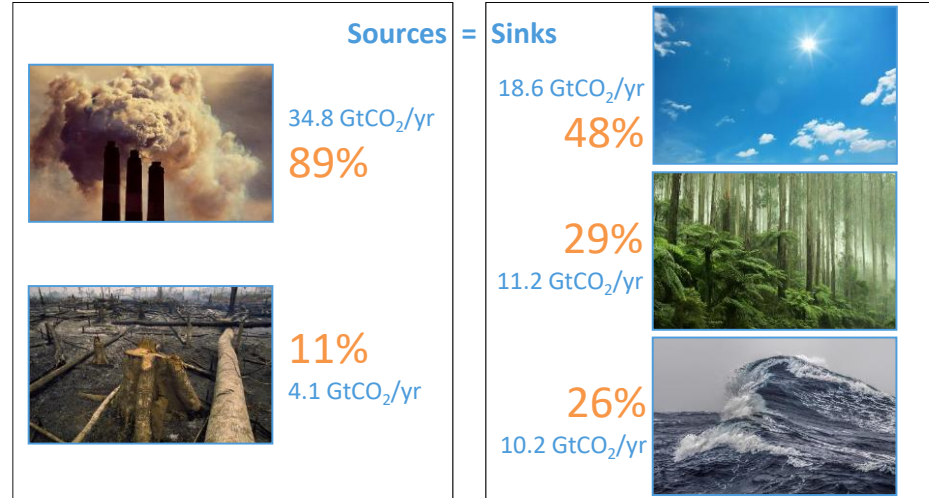 Sources = Sinks
34.8 GtCO₂/yr
89%
11%
4.1 GtCO₂/yr
18.6 GtCO₂/yr
48%
29%
11.2 GtCO₂/yr
26%
10.2 GtCO₂/yr